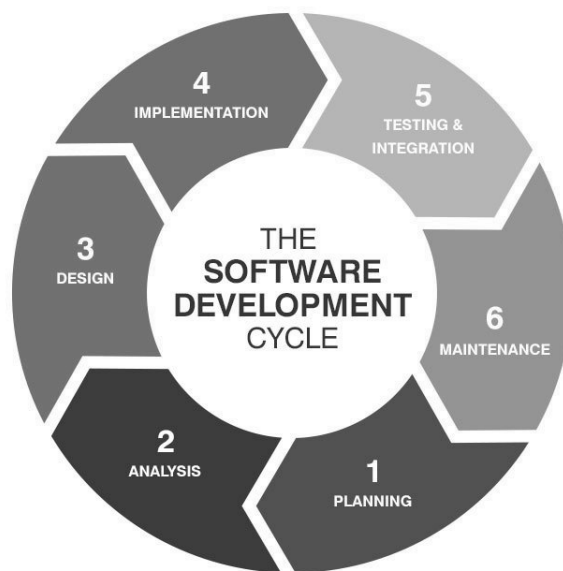 THE
SOFTWARE
DEVELOPMENT
CYCLE
1
PLANNING
2
ANALYSIS
3
DESIGN
4
IMPLEMENTATION
5
TESTING &
INTEGRATION
6
MAINTENANCE